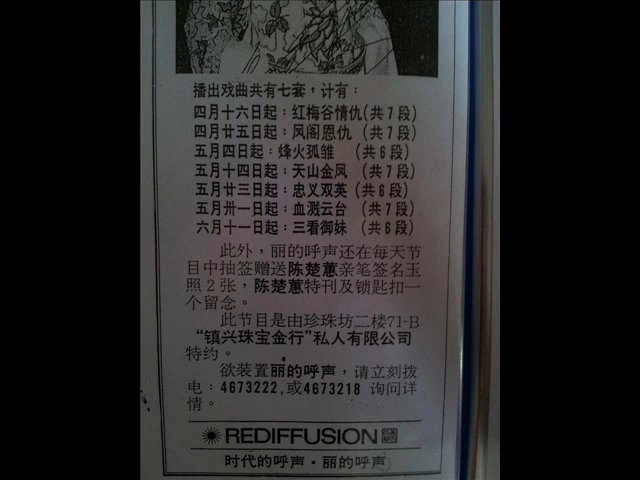 播出戏曲共有七套，计有：
四月十六日起：红梅谷情仇(共7段)
四月廿五日起：凤阁恩仇 (共7段)
五月四日起：烽火孤雏 (共6段)
五月十四日起：天山金凤 (共7段)
五月廿三日起：忠义双英 (共6段)
五月卅一日起：血溅云台 (共7段)
六月十一日起：三看御妹 (共6段)
此外，丽的呼声还在每天节
目中抽签赠送陈楚蕙亲笔签名玉
照2张，陈楚蕙特刊及锁匙扣一
个留念。
此节目是由珍珠坊二楼71-B
“镇兴珠宝金行”私人有限公司
特约。
欲装置丽的呼声，请立刻拨
电：4673222,或4673218 询问详
情。
REDIFFUSION
时代的呼声·丽的呼声